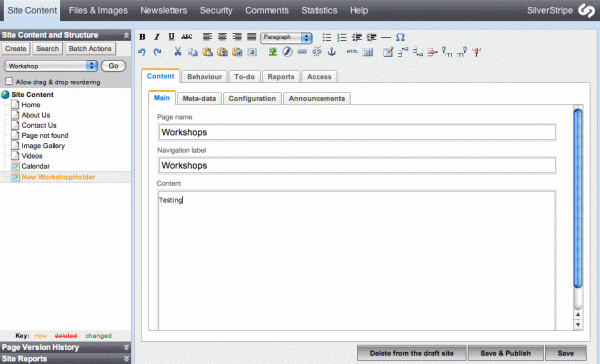 Site Content Files & Images Newsletters Security Comments Statistics Help SilverStripe
Site Content and Structure
Create Search Batch Actions
Workshop Go
Allow drag & drop reordering
Site Content
Home
About Us
Contact Us
Page not found
Image Gallery
Videos
Calendar
New WorkshopHolder
Key: new deleted changed
Page Version History
Site Reports
B I U ABC Paragraph
HTML
Content Behaviour To-do Reports Access
Main Meta-data Configuration Announcements
Page name
Workshops
Navigation label
Workshops
Content
Testing
Delete from the draft site Save & Publish Save